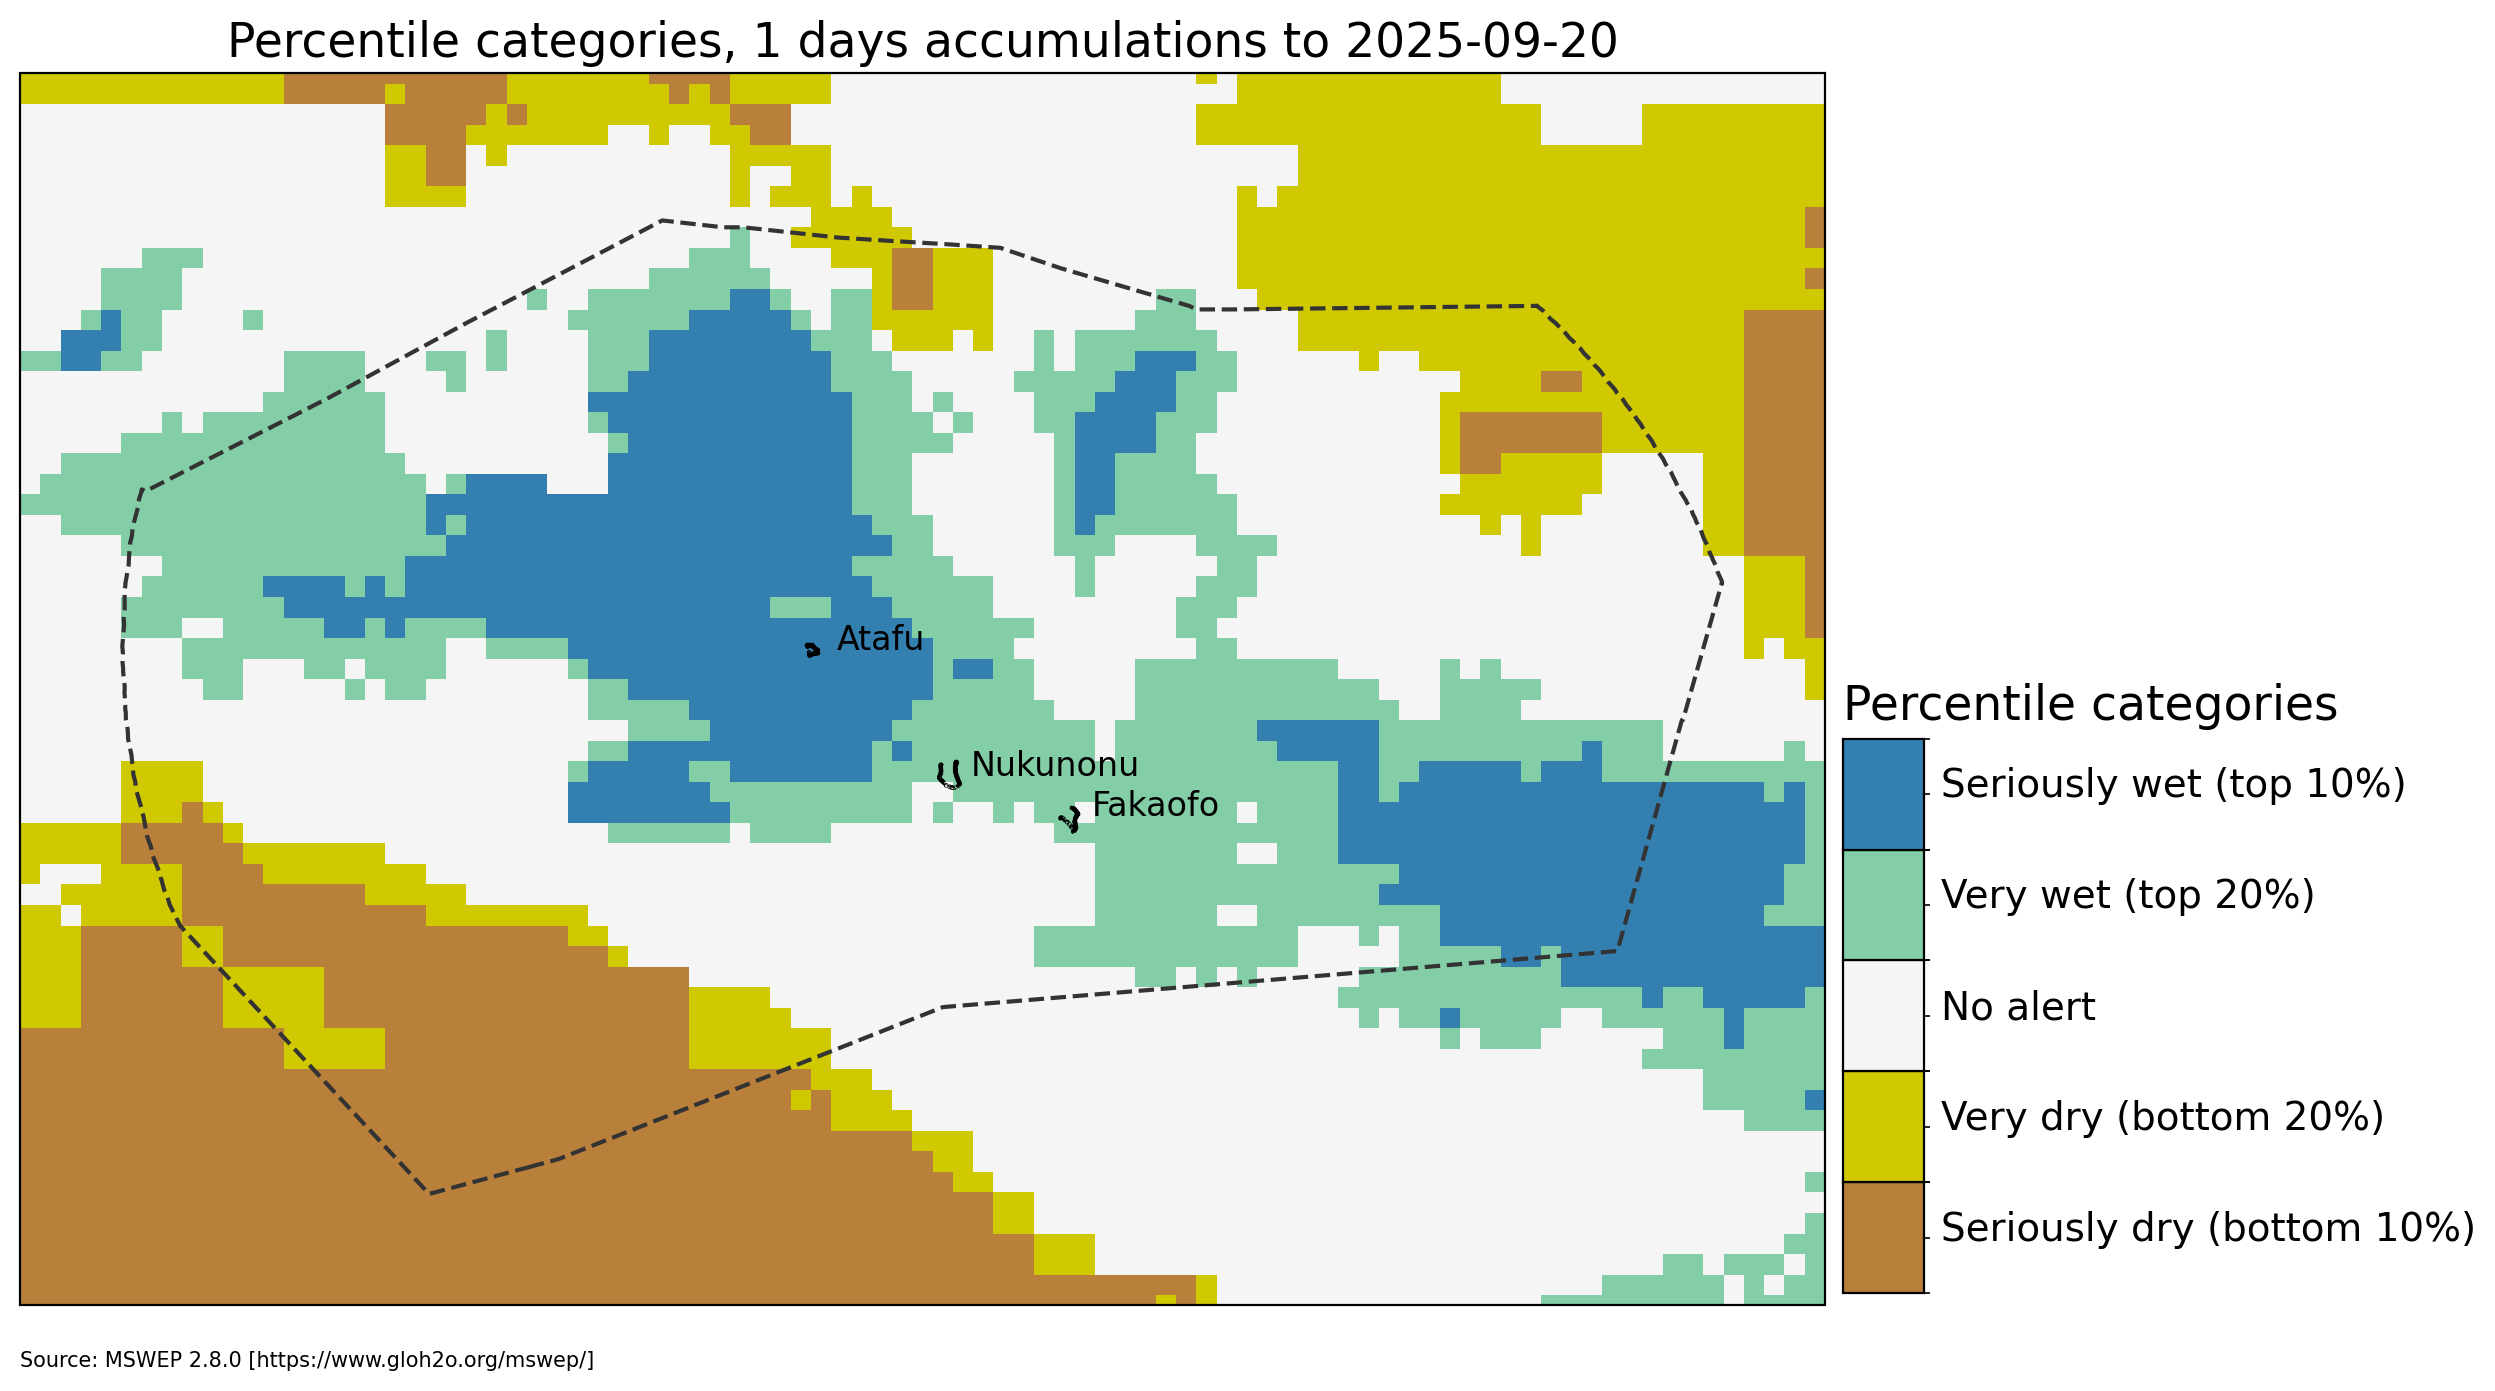 Percentile categories, 1 days accumulations to 2025-09-20
Atafu
Nukunonu
Fakaofo
Percentile categories
Seriously wet (top 10%)
Very wet (top 20%)
No alert
Very dry (bottom 20%)
Seriously dry (bottom 10%)
Source: MSWEP 2.8.0 [https://www.gloh2o.org/mswep/]